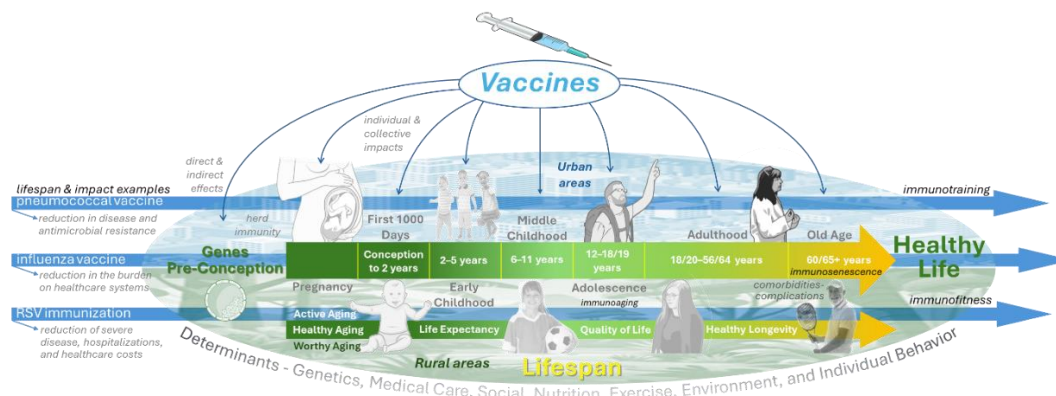 Vaccines
individual &
collective
impacts
direct &
indirect
effects
Urban
areas
lifespan & impact examples
pneumococcal vaccine
reduction in disease and
antimicrobial resistance
immunotraining
herd
immunity
First 1000
Days
Middle
Childhood
Adulthood
Old Age
Genes
Pre-Conception
Conception
to 2 years
2–5 years
6–11 years
12–18/19
years
18/20–56/64 years
60/65+ years
immunosenescence
Healthy
Life
influenza vaccine
reduction in the burden
on healthcare systems
Pregnancy
Early
Childhood
Adolescence
immunoaging
comorbidities-
complications
immunofitness
RSV immunization
reduction of severe
disease, hospitalizations,
and healthcare costs
Active Aging
Healthy Aging
Worthy Aging
Life Expectancy
Quality of Life
Healthy Longevity
Rural areas
Lifespan
Determinants - Genetics, Medical Care, Social, Nutrition, Exercise, Environment, and Individual Behavior